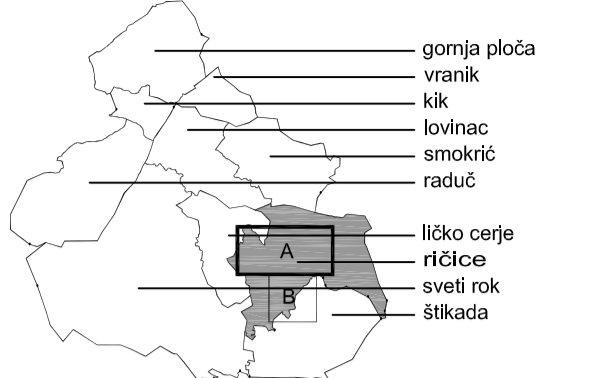 gornja ploča
vranik
kik
lovinac
smokrić
raduč
ličko cerje
A
ričice
B
sveti rok
štikada